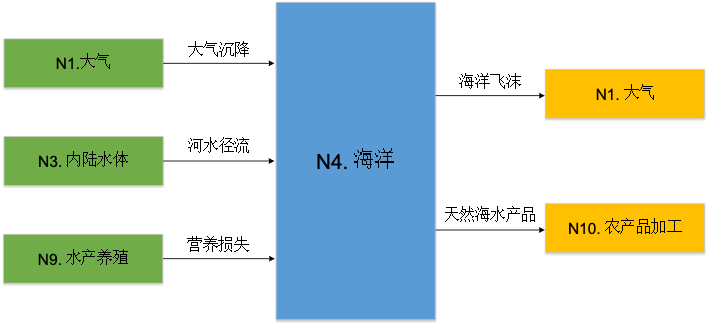 N1.大气
大气沉降
N3. 内陆水体
河水径流
N9. 水产养殖
营养损失
N4. 海洋
海洋飞沫
N1. 大气
天然海水产品
N10. 农产品加工